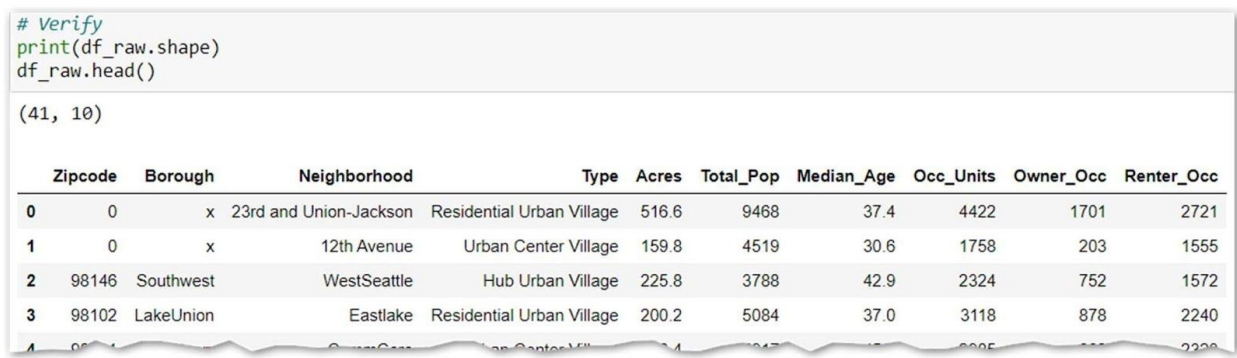 # Verify
print(df_raw.shape)
df_raw.head()
(41, 10)
Zipcode Borough Neighborhood Type Acres Total_Pop Median_Age Occ_Units Owner_Occ Renter_Occ
0 0 x 23rd and Union-Jackson Residential Urban Village 516.6 9468 37.4 4422 1701 2721
1 0 x 12th Avenue Urban Center Village 159.8 4519 30.6 1758 203 1555
2 98146 Southwest WestSeattle Hub Urban Village 225.8 3788 42.9 2324 752 1572
3 98102 LakeUnion Eastlake Residential Urban Village 200.2 5084 37.0 3118 878 2240